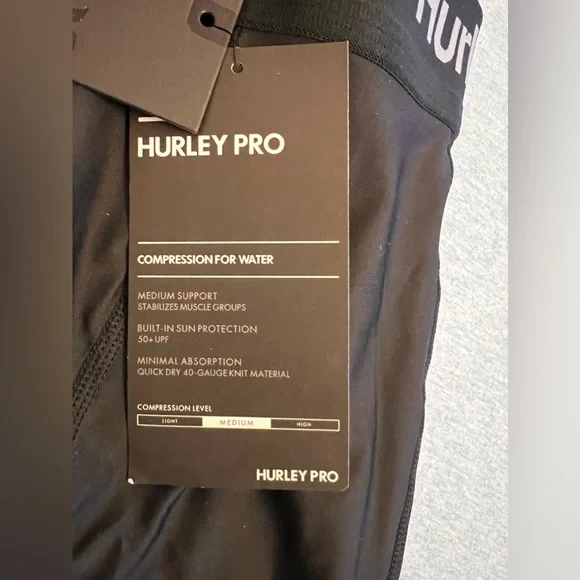 Hur
HURLEY PRO
COMPRESSION FOR WATER
MEDIUM SUPPORT
STABILIZES MUSCLE GROUPS
BUILT-IN SUN PROTECTION
50+ UPF
MINIMAL ABSORPTION
QUICK DRY 40-GAUGE KNIT MATERIAL
COMPRESSION LEVEL
LIGHT MEDIUM HIGH
HURLEY PRO